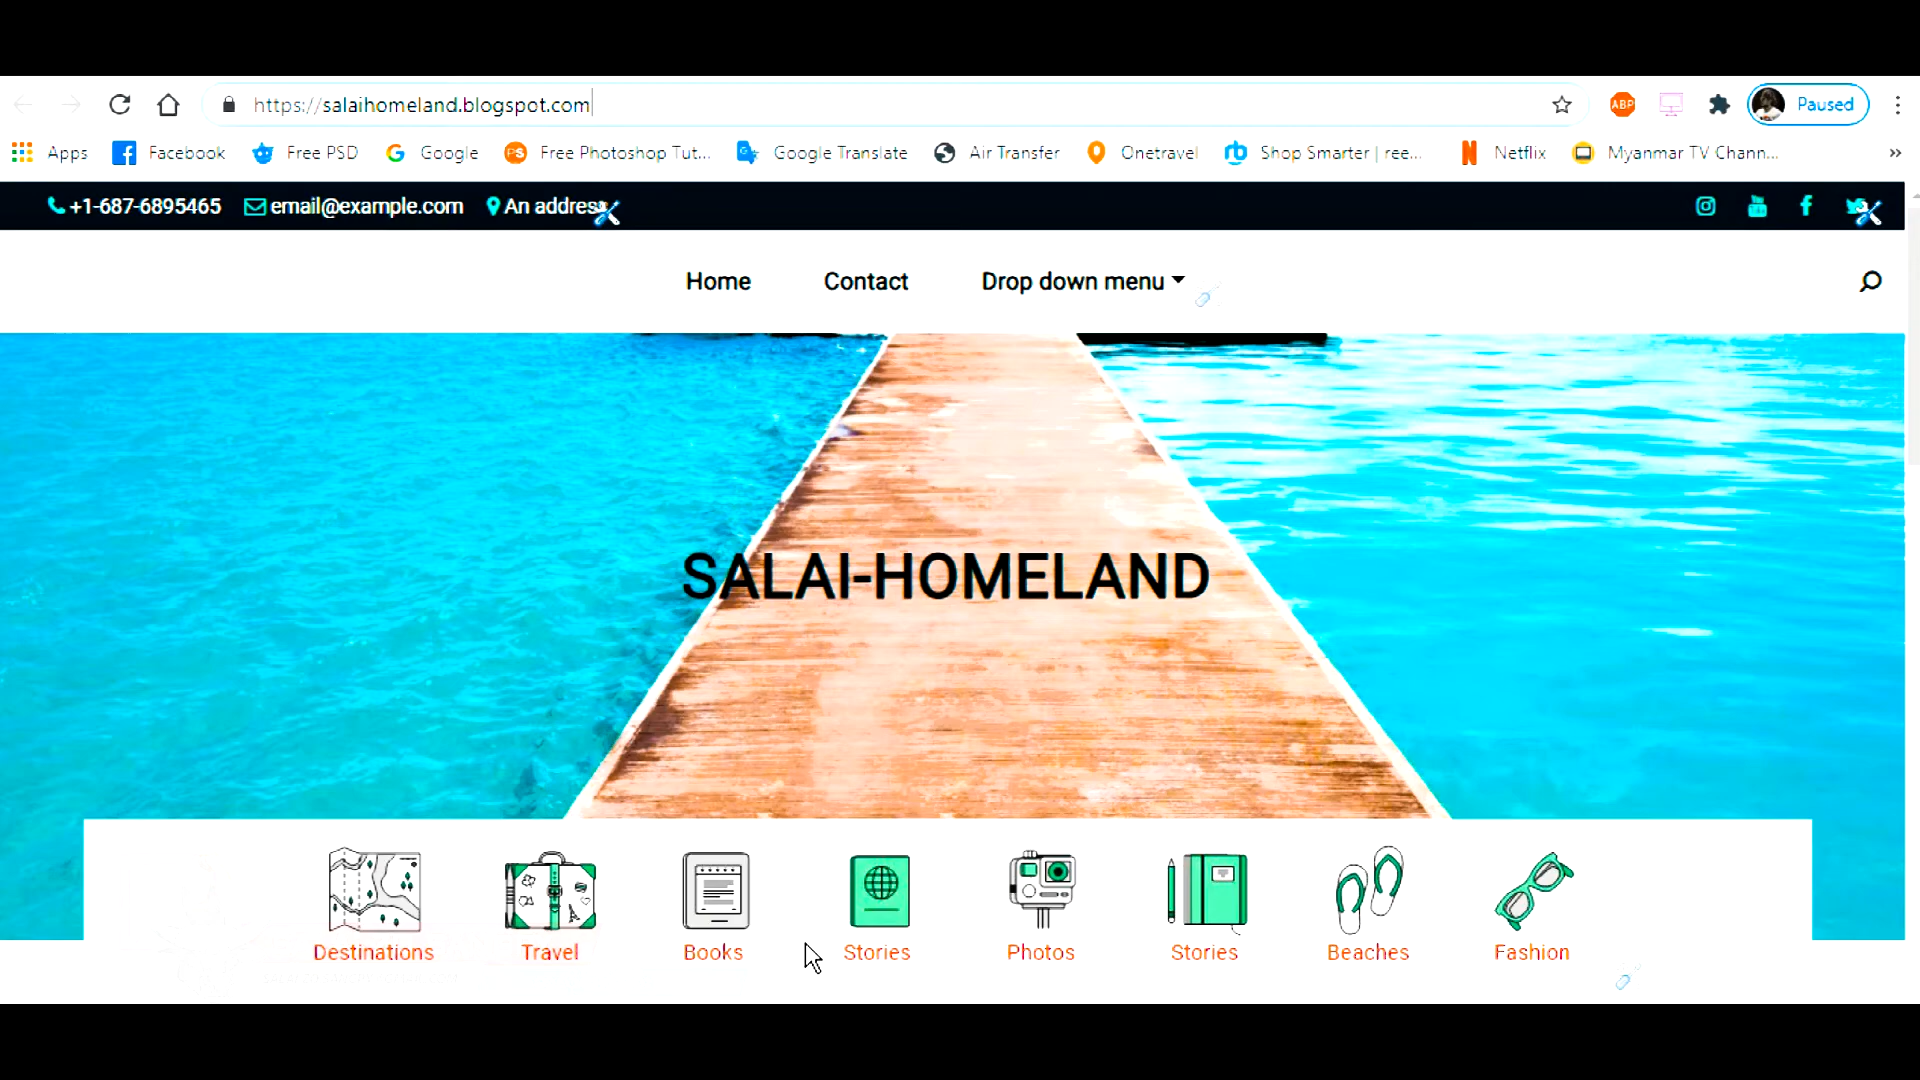 https://salaihomeland.blogspot.com
ABP
Paused
Apps Facebook Free PSD Google Free Photoshop Tut... Google Translate Air Transfer Onetravel Shop Smarter | ree... Netflix Myanmar TV Chann... »
+1-687-6895465 email@example.com An address
Home Contact Drop down menu
SALAI-HOMELAND
Destinations Travel Books Stories Photos Stories Beaches Fashion